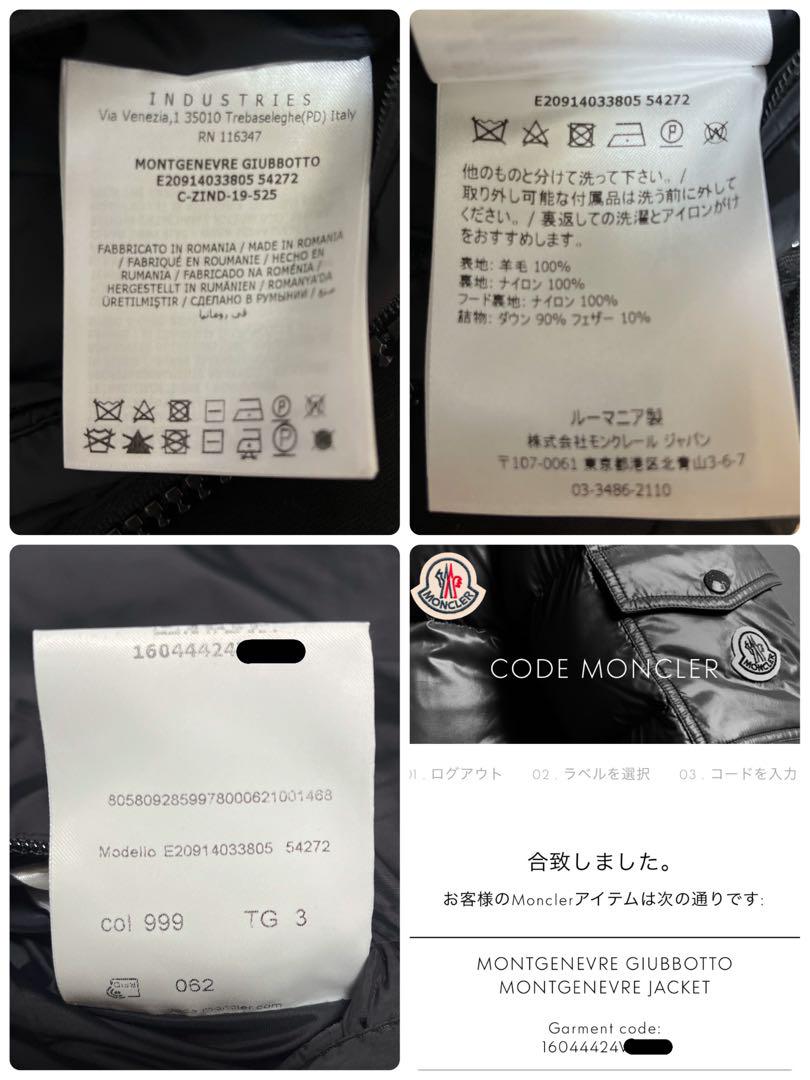 INDUSTRIES
Via Venezia,1 35010 Trebaseleghe(PD) Italy
RN 116347
MONTGENEVRE GIUBBOTTO
E20914033805 54272
C-ZIND-19-525
FABBRICATO IN ROMANIA / MADE IN ROMANIA
/ FABRIQUÉ EN ROUMANIE / HECHO EN
RUMANIA / FABRICADO NA ROMÉNIA /
HERGESTELLT IM RUMÄNIEN / ROMANYA'DA
ÜRETILMIŞTIR / СДЕЛАНО В РУМЫНИИ / صنع
في رومانيا
E20914033805 54272
他のものと分けて洗って下さい。/
取り外し可能な付属品は洗う前に外して
ください。/ 裏返しての洗濯とアイロンがけ
をおすすめします。
表地: 羊毛 100%
裏地: ナイロン 100%
フード裏地: ナイロン 100%
詰物: ダウン 90% フェザー 10%
ルーマニア製
株式会社モンクレール ジャパン
〒107-0061 東京都港区北青山3-6-7
03-3486-2110
16044424
8058092859978000621001468
Modello E20914033805 54272
col 999 TG 3
062
MONCLER
CODE MONCLER
MONCLER
01. ログアウト 02. ラベルを選択 03. コードを入力
合致しました。
お客様のMonclerアイテムは次の通りです:
MONTGENEVRE GIUBBOTTO
MONTGENEVRE JACKET
Garment code:
16044424